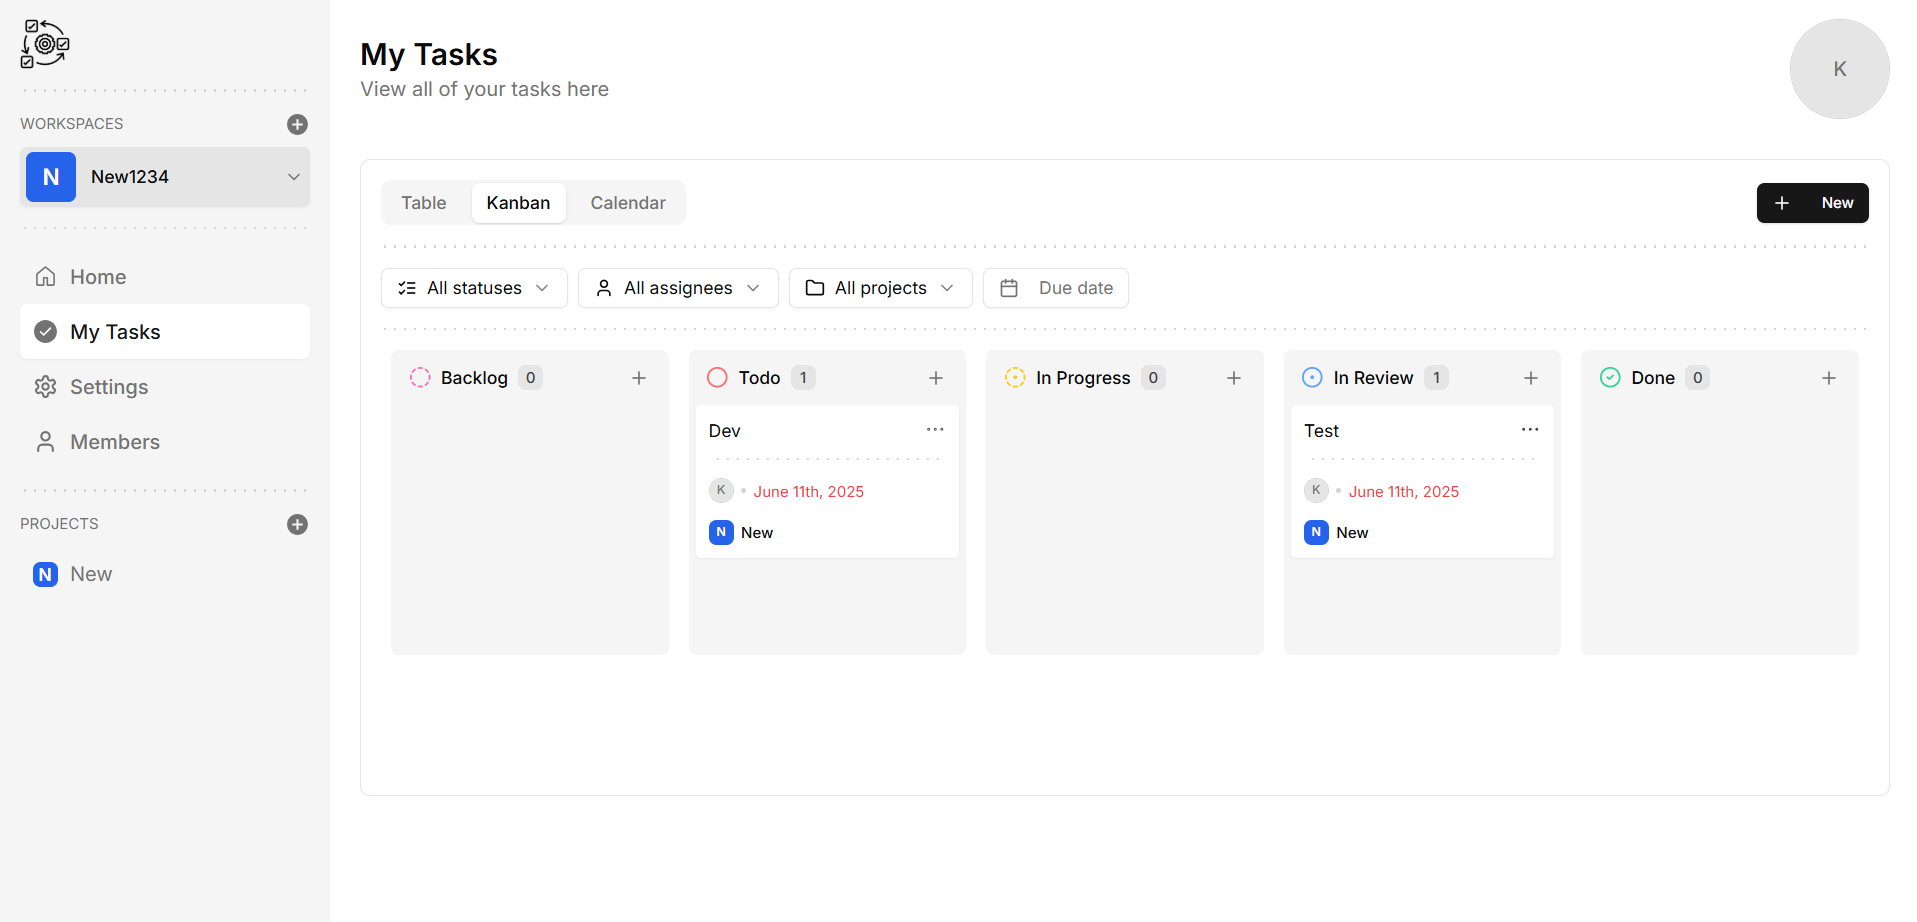 My Tasks
View all of your tasks here
K
WORKSPACES
N New1234
Home
My Tasks
Settings
Members
PROJECTS
N New
Table Kanban Calendar
New
All statuses All assignees All projects Due date
Backlog 0
Todo 1
Dev
K June 11th, 2025
N New
In Progress 0
In Review 1
Test
K June 11th, 2025
N New
Done 0